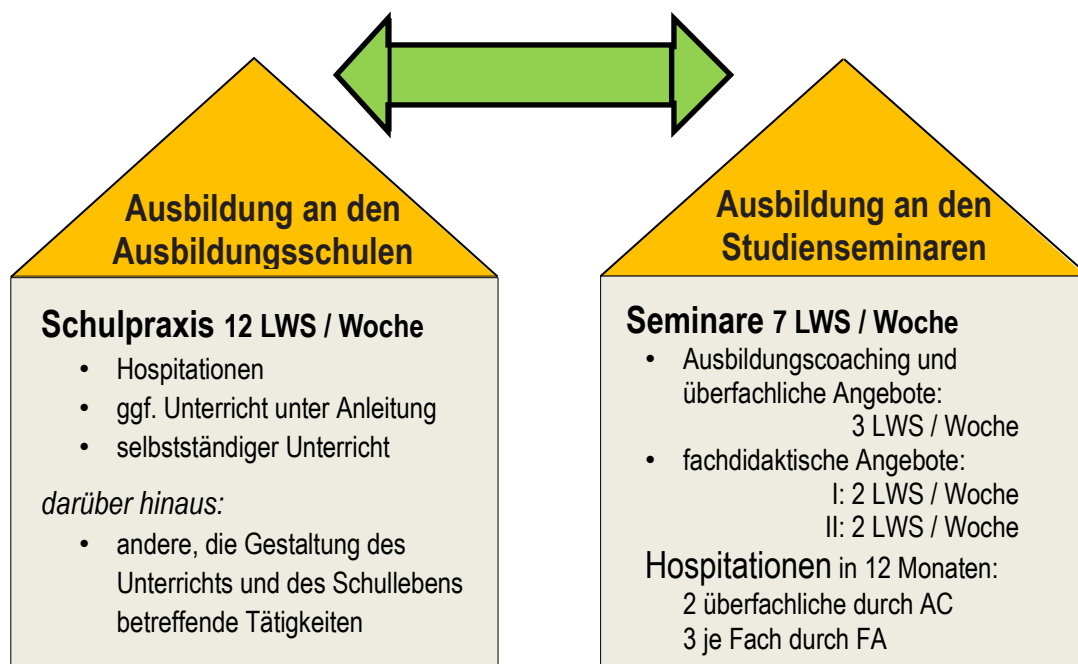 Ausbildung an den
Ausbildungsschulen
Schulpraxis 12 LWS / Woche
• Hospitationen
• ggf. Unterricht unter Anleitung
• selbstständiger Unterricht
darüber hinaus:
• andere, die Gestaltung des
Unterrichts und des Schullebens
betreffende Tätigkeiten
Ausbildung an den
Studienseminaren
Seminare 7 LWS / Woche
• Ausbildungscoaching und
überfachliche Angebote:
3 LWS / Woche
• fachdidaktische Angebote:
I: 2 LWS / Woche
II: 2 LWS / Woche
Hospitationen in 12 Monaten:
2 überfachliche durch AC
3 je Fach durch FA